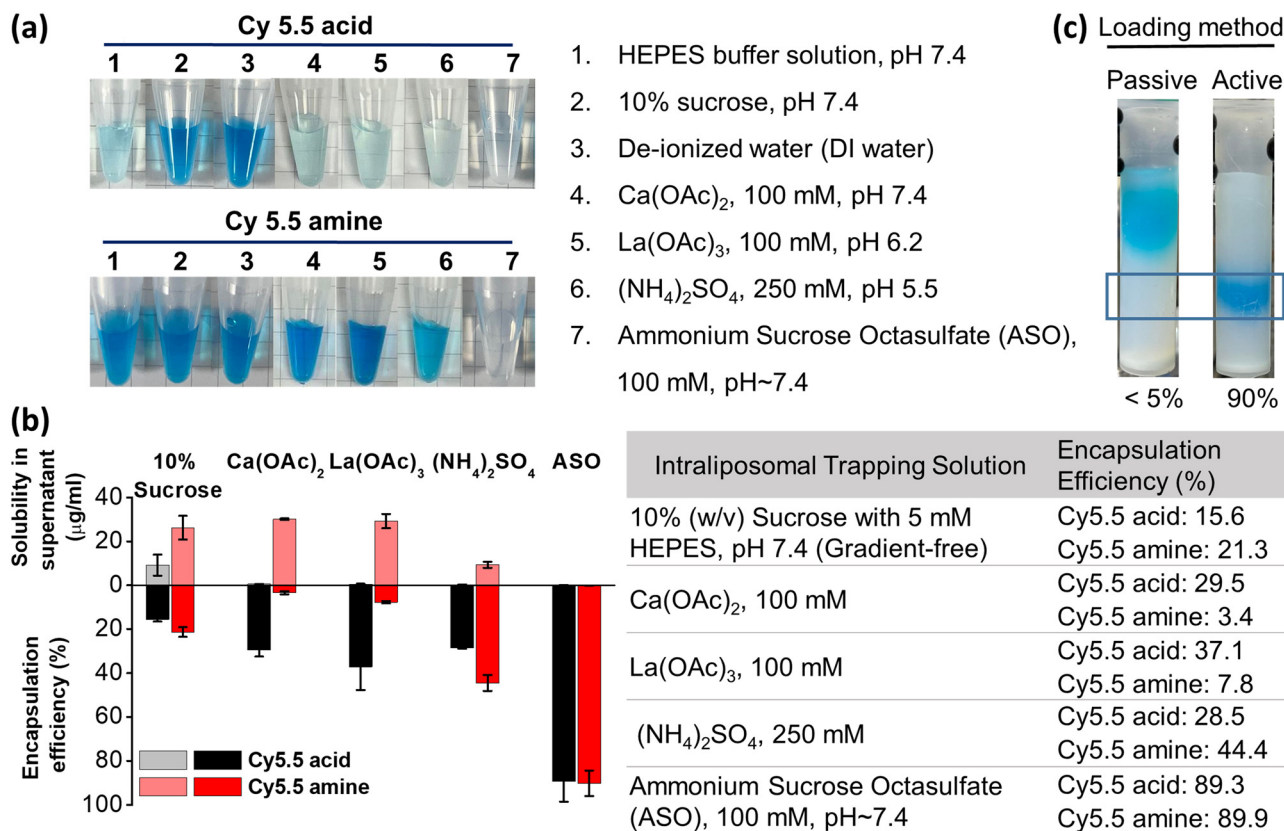 (a)
Cy 5.5 acid
1 2 3 4 5 6 7
Cy 5.5 amine
1 2 3 4 5 6 7
1. HEPES buffer solution, pH 7.4
2. 10% sucrose, pH 7.4
3. De-ionized water (DI water)
4. Ca(OAc)₂, 100 mM, pH 7.4
5. La(OAc)₃, 100 mM, pH 6.2
6. (NH₄)₂SO₄, 250 mM, pH 5.5
7. Ammonium Sucrose Octasulfate (ASO),
100 mM, pH~7.4
(c)
Loading method
Passive Active
< 5% 90%
(b)
10% Ca(OAc)₂ La(OAc)₃ (NH₄)₂SO₄ ASO
Sucrose
Solubility in
supernatant
(μg/ml)
40
20
0
20
40
60
80
100
Encapsulation
efficiency (%)
Cy5.5 acid
Cy5.5 amine
Intraliposomal Trapping Solution
Encapsulation
Efficiency (%)
10% (w/v) Sucrose with 5 mM
HEPES, pH 7.4 (Gradient-free)
Cy5.5 acid: 15.6
Cy5.5 amine: 21.3
Ca(OAc)₂, 100 mM
Cy5.5 acid: 29.5
Cy5.5 amine: 3.4
La(OAc)₃, 100 mM
Cy5.5 acid: 37.1
Cy5.5 amine: 7.8
(NH₄)₂SO₄, 250 mM
Cy5.5 acid: 28.5
Cy5.5 amine: 44.4
Ammonium Sucrose Octasulfate
(ASO), 100 mM, pH~7.4
Cy5.5 acid: 89.3
Cy5.5 amine: 89.9